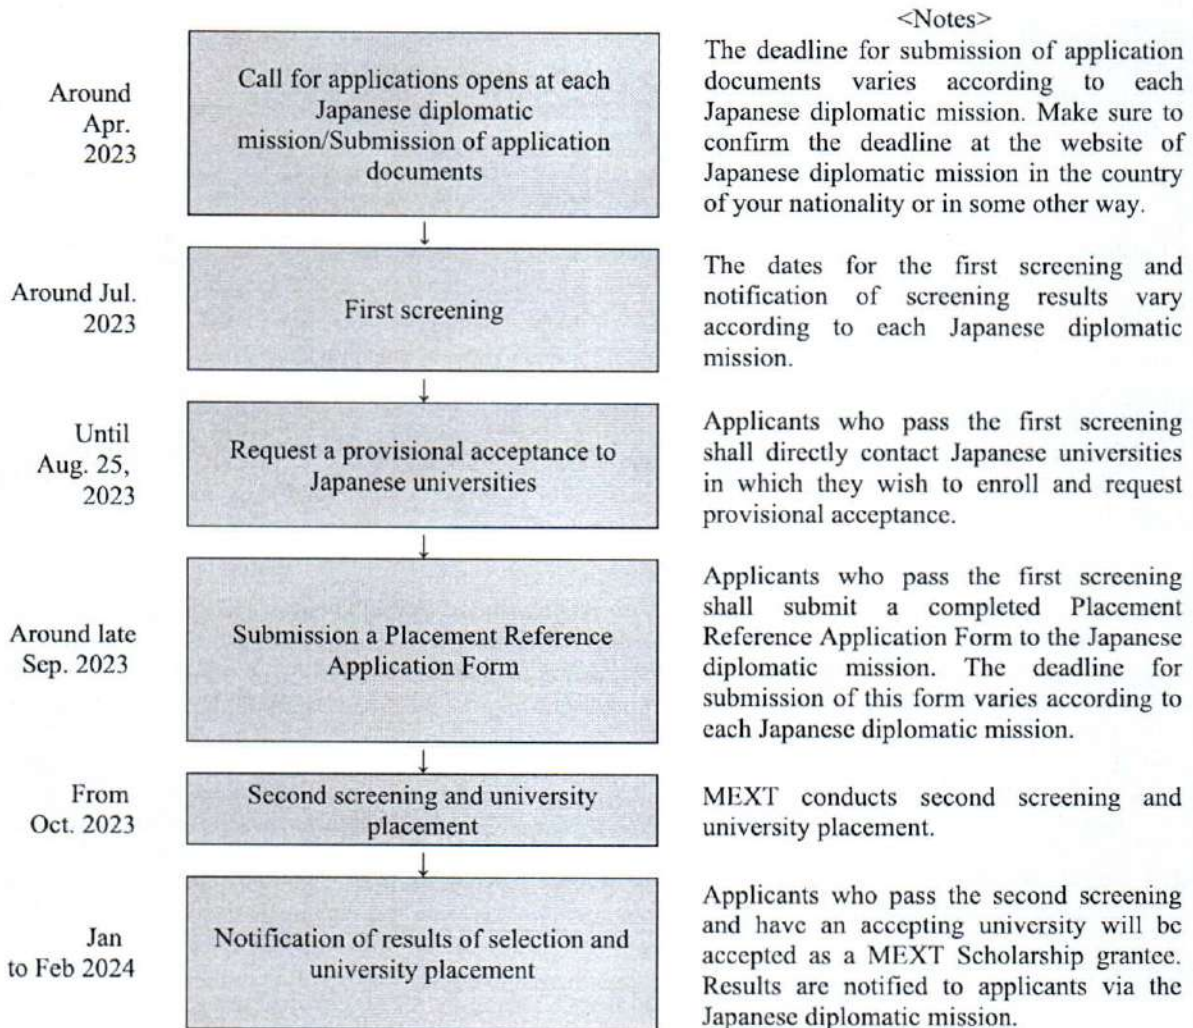 <Notes>
Around
Apr.
2023
Call for applications opens at each
Japanese diplomatic
mission/Submission of application
documents
The deadline for submission of application
documents varies according to each
Japanese diplomatic mission. Make sure to
confirm the deadline at the website of
Japanese diplomatic mission in the country
of your nationality or in some other way.
↓
Around Jul.
2023
First screening
The dates for the first screening and
notification of screening results vary
according to each Japanese diplomatic
mission.
↓
Until
Aug. 25,
2023
Request a provisional acceptance to
Japanese universities
Applicants who pass the first screening
shall directly contact Japanese universities
in which they wish to enroll and request
provisional acceptance.
↓
Around late
Sep. 2023
Submission a Placement Reference
Application Form
Applicants who pass the first screening
shall submit a completed Placement
Reference Application Form to the Japanese
diplomatic mission. The deadline for
submission of this form varies according to
each Japanese diplomatic mission.
↓
From
Oct. 2023
Second screening and university
placement
MEXT conducts second screening and
university placement.
↓
Jan
to Feb 2024
Notification of results of selection and
university placement
Applicants who pass the second screening
and have an accepting university will be
accepted as a MEXT Scholarship grantee.
Results are notified to applicants via the
Japanese diplomatic mission.